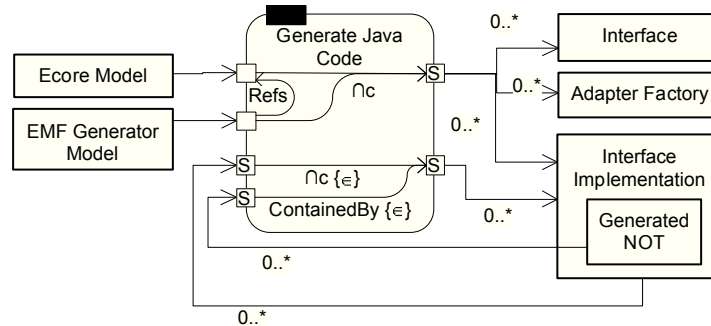 Generate Java
Code
Ecore Model
EMF Generator
Model
Refs
∩c
S
0..*
Interface
0..*
Adapter Factory
0..*
S
∩c {∈}
S
S
ContainedBy {∈}
0..*
Interface
Implementation
Generated
NOT
0..*
0..*